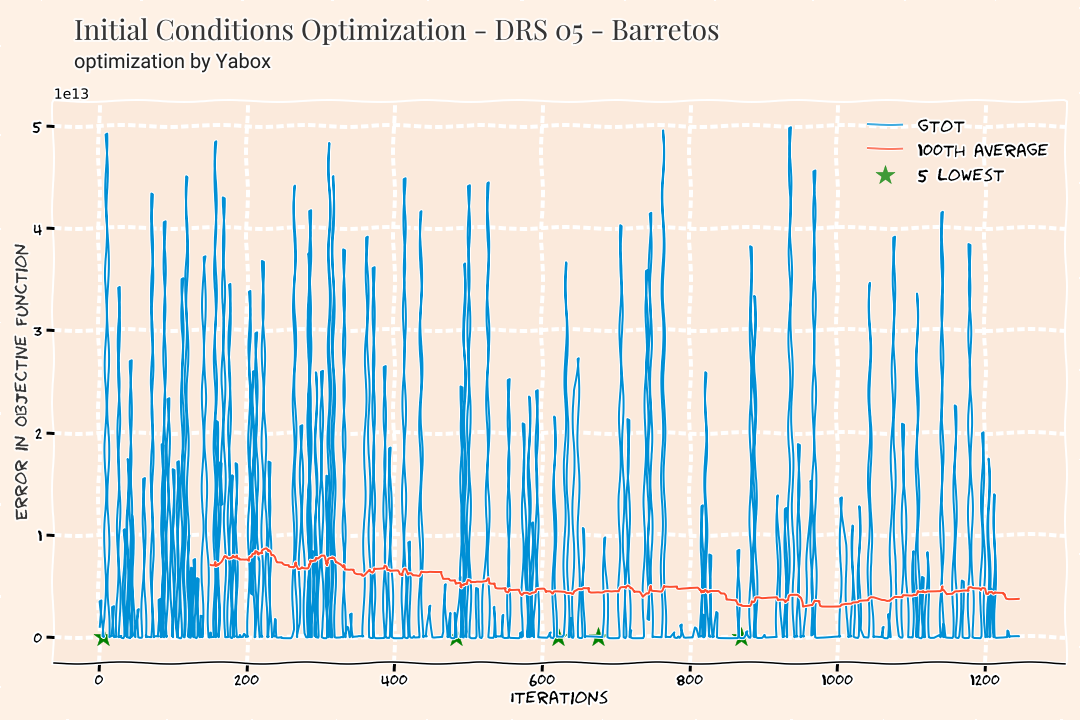 Initial Conditions Optimization - DRS 05 - Barretos
optimization by Yabox
1e13
5
4
3
2
1
0
ERROR IN OBJECTIVE FUNCTION
GTOT
100TH AVERAGE
5 LOWEST
0 200 400 600 800 1000 1200
ITERATIONS